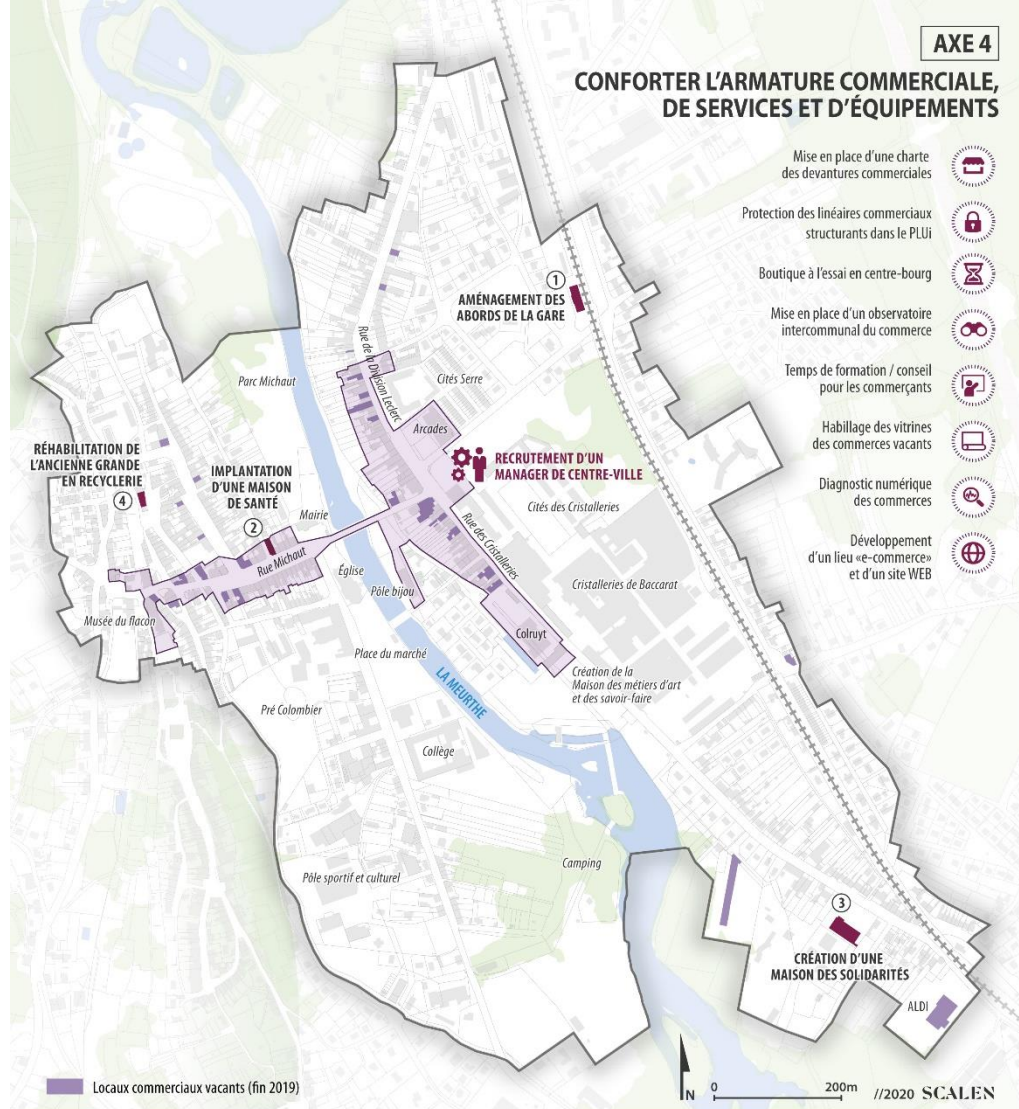 AXE 4
CONFORTER L'ARMATURE COMMERCIALE,
DE SERVICES ET D'ÉQUIPEMENTS
Mise en place d'une charte
des devantures commerciales
Protection des linéaires commerciaux
structurants dans le PLUi
Boutique à l'essai en centre-bourg
Mise en place d'un observatoire
intercommunal du commerce
Temps de formation / conseil
pour les commerçants
Habillage des vitrines
des commerces vacants
Diagnostic numérique
des commerces
Développement
d'un lieu «e-commerce»
et d'un site WEB
1
AMÉNAGEMENT DES
ABORDS DE LA GARE
Rue de la Division Leclerc
Parc Michaut
Cités Serre
Arcades
RECRUTEMENT D'UN
MANAGER DE CENTRE-VILLE
RÉHABILITATION DE
L'ANCIENNE GRANDE
EN RECYCLERIE
4
IMPLANTATION
D'UNE MAISON
DE SANTÉ
2
Mairie
Cités des Cristalleries
Rue des Cristalleries
Rue Michaut
Église
Pôle bijou
Cristalleries de Baccarat
Musée du flacon
Colruyt
Place du marché
LA MEURTHE
Création de la
Maison des métiers d'art
et des savoir-faire
Pré Colombier
Collège
Camping
Pôle sportif et culturel
3
CRÉATION D'UNE
MAISON DES SOLIDARITÉS
ALDI
Locaux commerciaux vacants (fin 2019)
N
0
200m
//2020 SCALEN